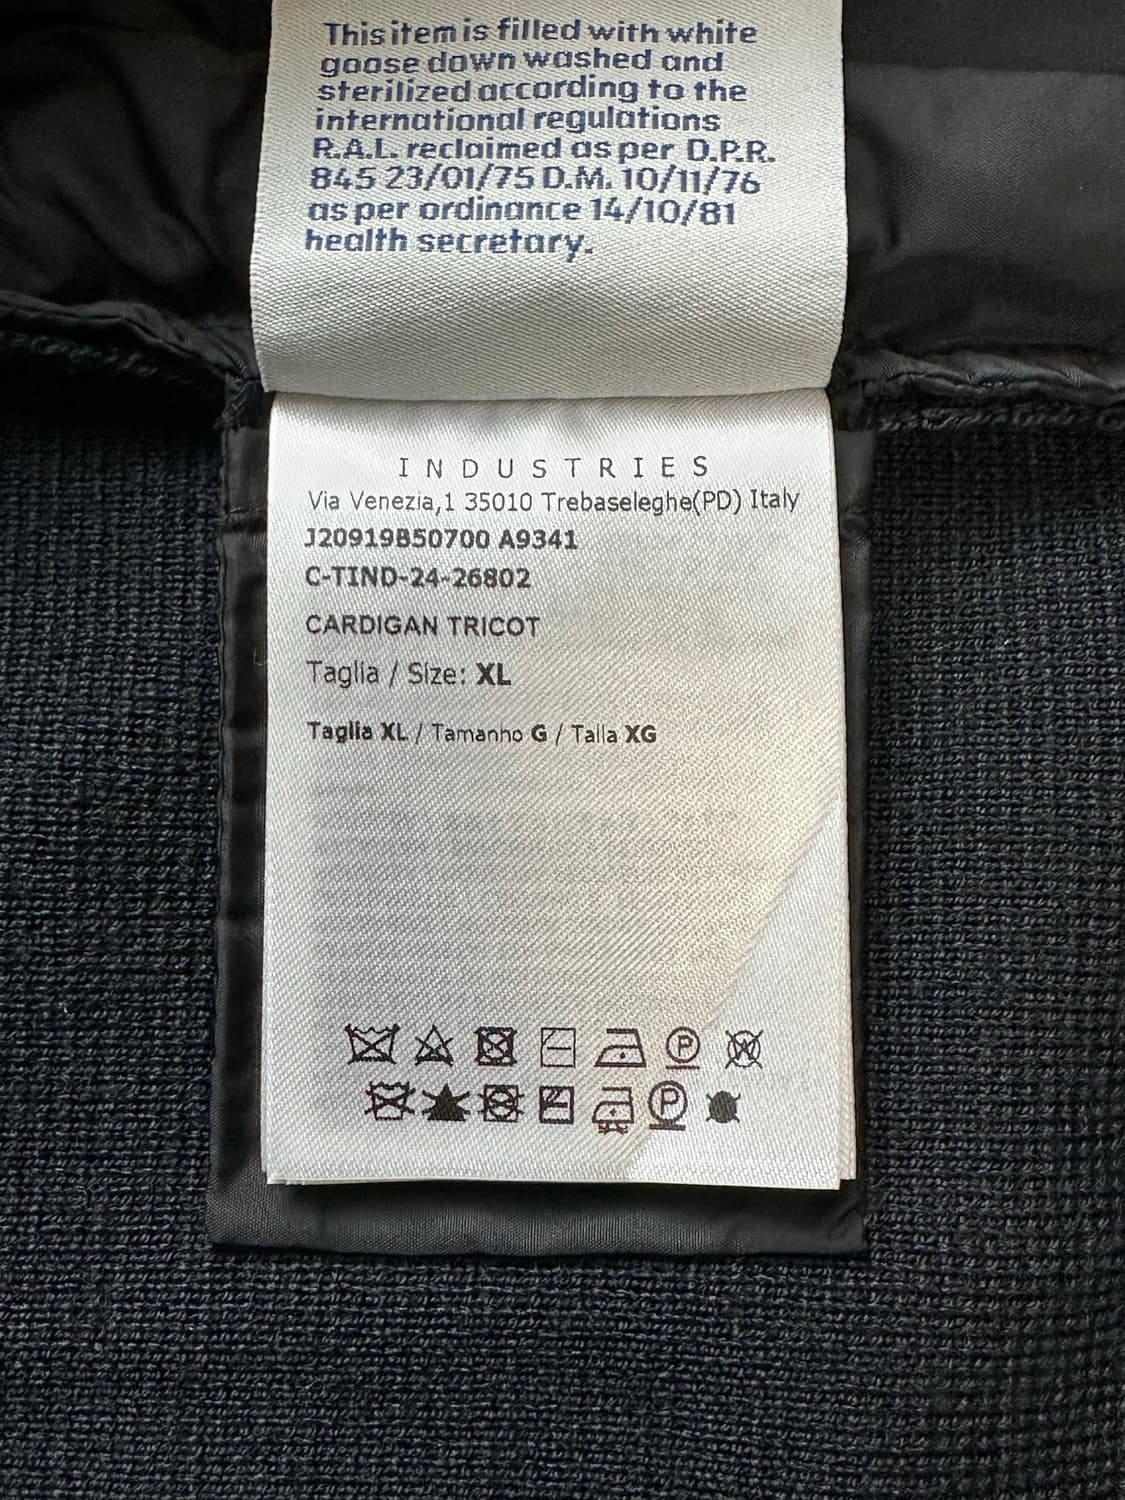 This item is filled with white
goose down washed and
sterilized according to the
international regulations
R.A.L. reclaimed as per D.P.R.
845 23/01/75 D.M. 10/11/76
as per ordinance 14/10/81
health secretary.
INDUSTRIES
Via Venezia,1 35010 Trebaseleghe(PD) Italy
J20919B50700 A9341
C-TIND-24-26802
CARDIGAN TRICOT
Taglia / Size: XL
Taglia XL / Tamanho G / Talla XG
P W
P